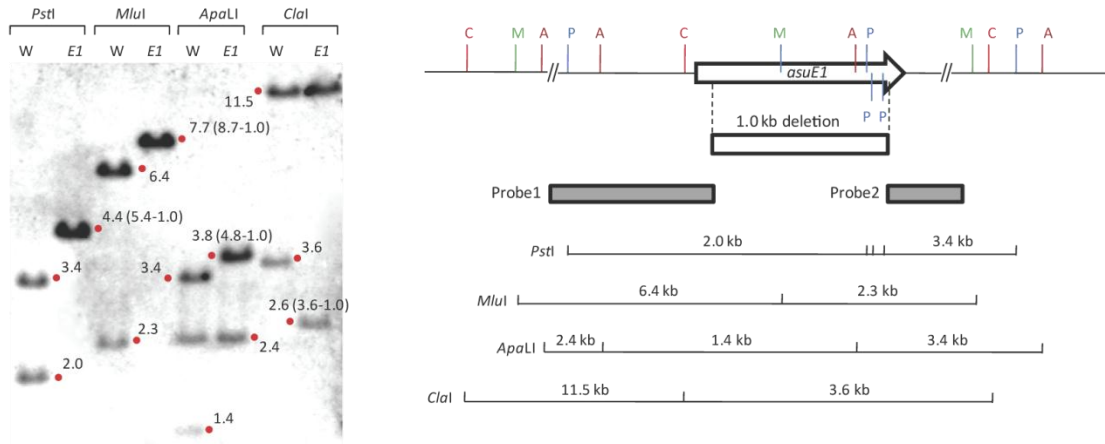 PstI MluI ApaLI ClaI
W E1 W E1 W E1 W E1
11.5
7.7 (8.7-1.0)
6.4
4.4 (5.4-1.0)
3.8 (4.8-1.0)
3.6
3.4
3.4
2.6 (3.6-1.0)
2.3
2.4
2.0
1.4
C M A P A C M A P M C P A
// asuE1 //
P P
1.0 kb deletion
Probe1 Probe2
PstI 2.0 kb 3.4 kb
MluI 6.4 kb 2.3 kb
ApaLI 2.4 kb 1.4 kb 3.4 kb
ClaI 11.5 kb 3.6 kb